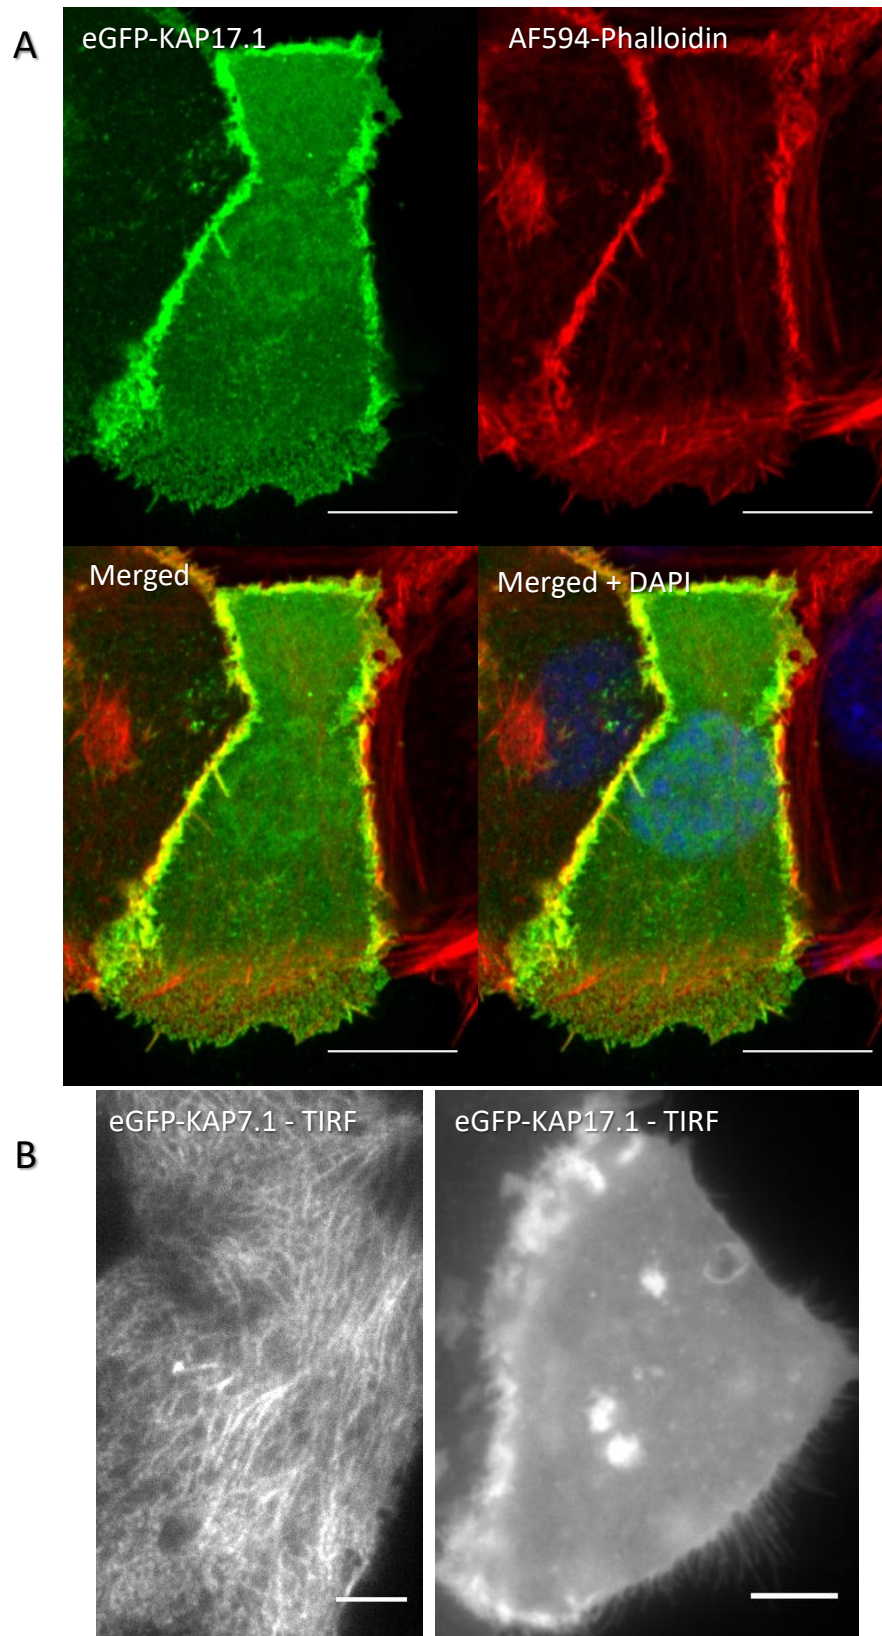 A
eGFP-KAP17.1
AF594-Phalloidin
Merged
Merged + DAPI
B
eGFP-KAP7.1 - TIRF
eGFP-KAP17.1 - TIRF